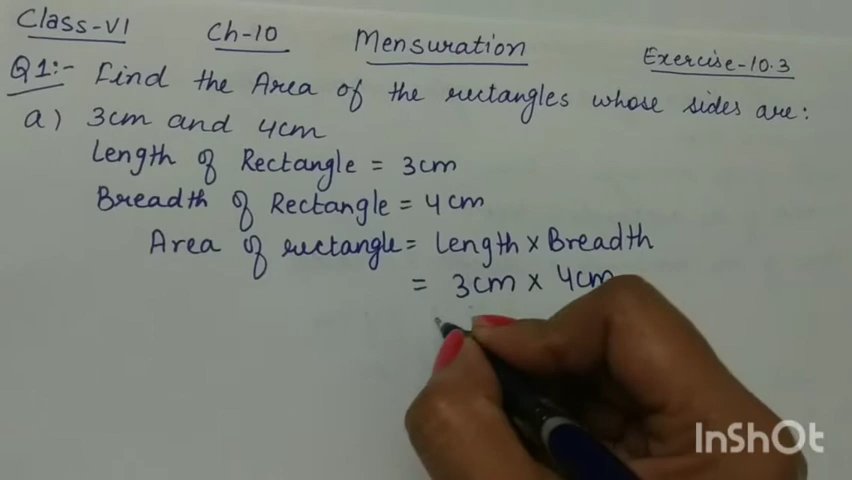 Class-VI Ch-10 Mensuration Exercise-10.3
Q1:- Find the Area of the rectangles whose sides are:
a) 3cm and 4cm
Length of Rectangle = 3cm
Breadth of Rectangle = 4cm
Area of rectangle = Length × Breadth
= 3cm × 4cm
InShOt